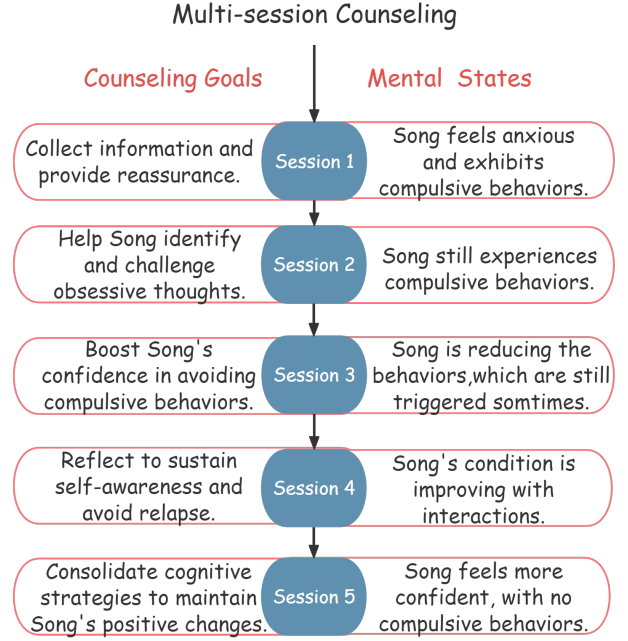 Multi-session Counseling
Counseling Goals
Mental States
Collect information and
provide reassurance.
Session 1
Song feels anxious
and exhibits
compulsive behaviors.
Help Song identify
and challenge
obsessive thoughts.
Session 2
Song still experiences
compulsive behaviors.
Boost Song's
confidence in avoiding
compulsive behaviors.
Session 3
Song is reducing the
behaviors,which are still
triggered somtimes.
Reflect to sustain
self-awareness and
avoid relapse.
Session 4
Song's condition is
improving with
interactions.
Consolidate cognitive
strategies to maintain
Song's positive changes.
Session 5
Song feels more
confident, with no
compulsive behaviors.